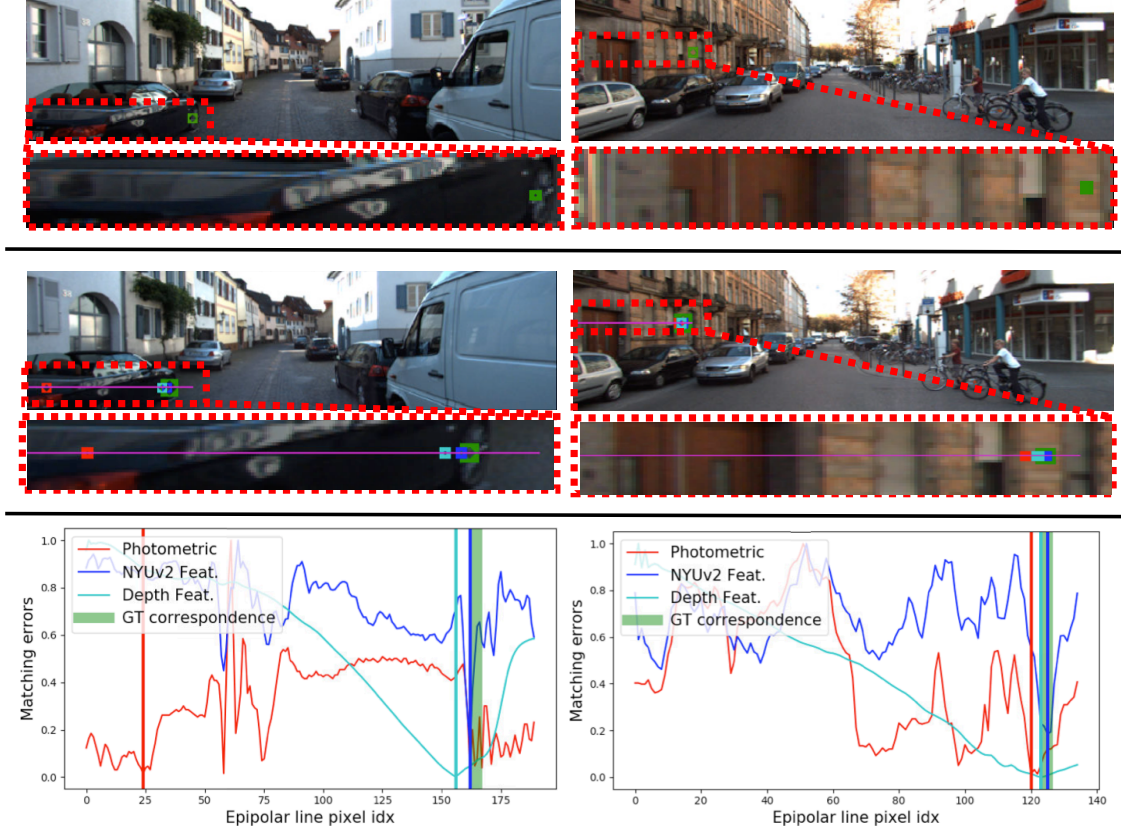 Matching errors
1.0
0.8
0.6
0.4
0.2
0.0
Photometric
NYUv2 Feat.
Depth Feat.
GT correspondence
0
25
50
75
100
125
150
175
Epipolar line pixel idx
Matching errors
1.0
0.8
0.6
0.4
0.2
0.0
Photometric
NYUv2 Feat.
Depth Feat.
GT correspondence
0
20
40
60
80
100
120
140
Epipolar line pixel idx